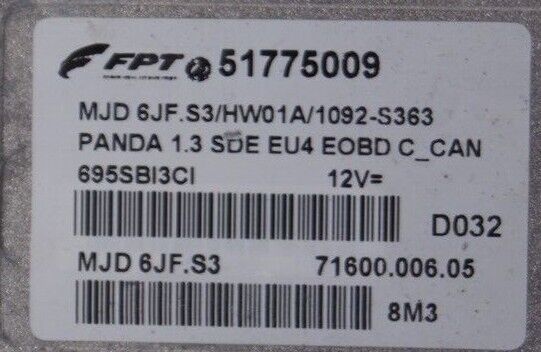 FPT 51775009
MJD 6JF.S3/HW01A/1092-S363
PANDA 1.3 SDE EU4 EOBD C_CAN
695SBI3CI 12V=
D032
MJD 6JF.S3 71600.006.05
8M3